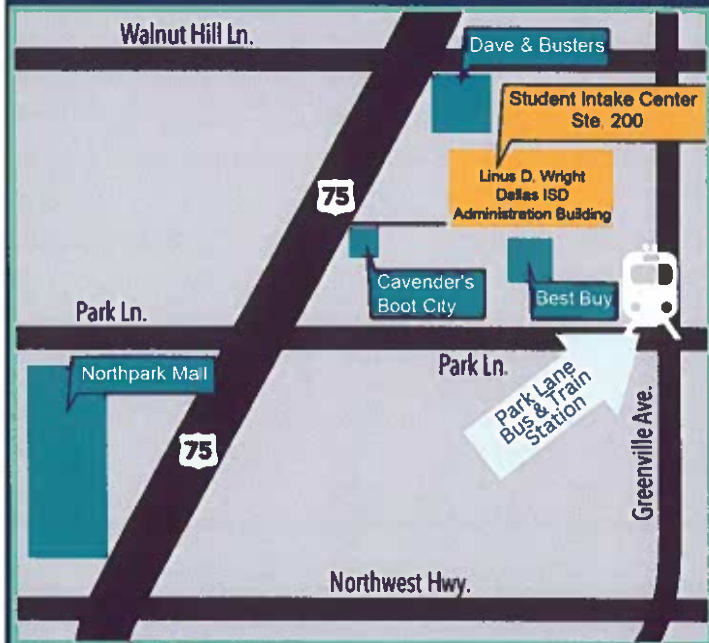 Walnut Hill Ln.
Dave & Busters
Student Intake Center
Ste. 200
Linus D. Wright
Dallas ISD
Administration Building
75
Cavender's
Boot City
Best Buy
Park Ln.
Park Ln.
Northpark Mall
Park Lane
Bus & Train
Station
75
Greenville Ave.
Northwest Hwy.